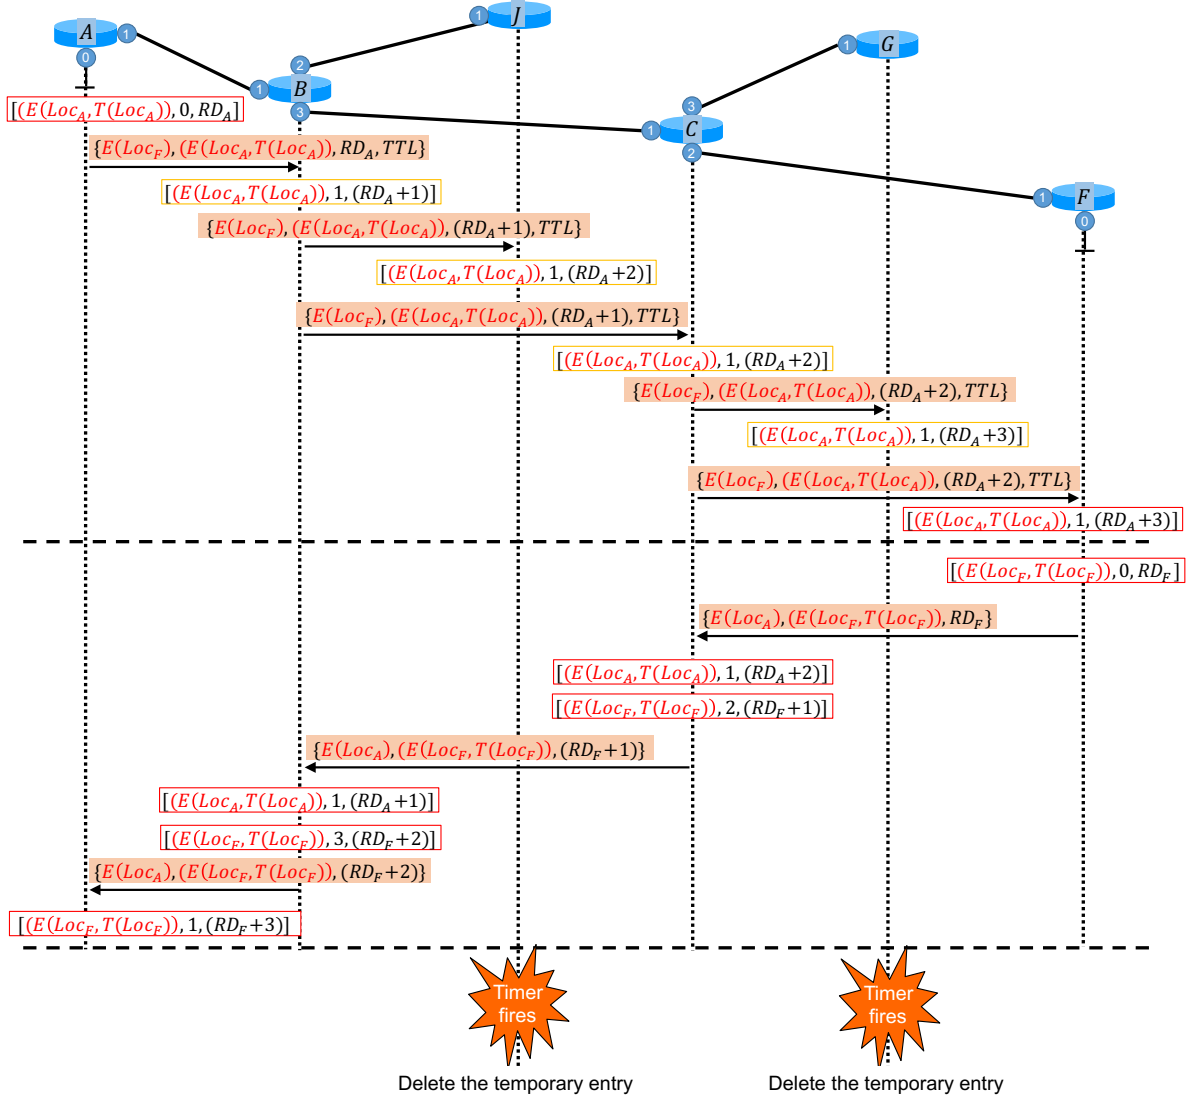 1 J
A 1 1 G
0 2
1 B
3 3
[(E(Loc_A, T(Loc_A)), 0, RD_A]
1 C
{E(Loc_F), (E(Loc_A, T(Loc_A)), RD_A, TTL}
2
[(E(Loc_A, T(Loc_A)), 1, (RD_A+1)]
1 F
0
{E(Loc_F), (E(Loc_A, T(Loc_A)), (RD_A+1), TTL}
[(E(Loc_A, T(Loc_A)), 1, (RD_A+2)]
{E(Loc_F), (E(Loc_A, T(Loc_A)), (RD_A+1), TTL}
[(E(Loc_A, T(Loc_A)), 1, (RD_A+2)]
{E(Loc_F), (E(Loc_A, T(Loc_A)), (RD_A+2), TTL}
[(E(Loc_A, T(Loc_A)), 1, (RD_A+3)]
{E(Loc_F), (E(Loc_A, T(Loc_A)), (RD_A+2), TTL}
[(E(Loc_A, T(Loc_A)), 1, (RD_A+3)]
[(E(Loc_F, T(Loc_F)), 0, RD_F]
{E(Loc_A), (E(Loc_F, T(Loc_F)), RD_F}
[(E(Loc_A, T(Loc_A)), 1, (RD_A+2)]
[(E(Loc_F, T(Loc_F)), 2, (RD_F+1)]
{E(Loc_A), (E(Loc_F, T(Loc_F)), (RD_F+1)}
[(E(Loc_A, T(Loc_A)), 1, (RD_A+1)]
[(E(Loc_F, T(Loc_F)), 3, (RD_F+2)]
{E(Loc_A), (E(Loc_F, T(Loc_F)), (RD_F+2)}
[(E(Loc_F, T(Loc_F)), 1, (RD_F+3)]
Timer
fires
Timer
fires
Delete the temporary entry
Delete the temporary entry